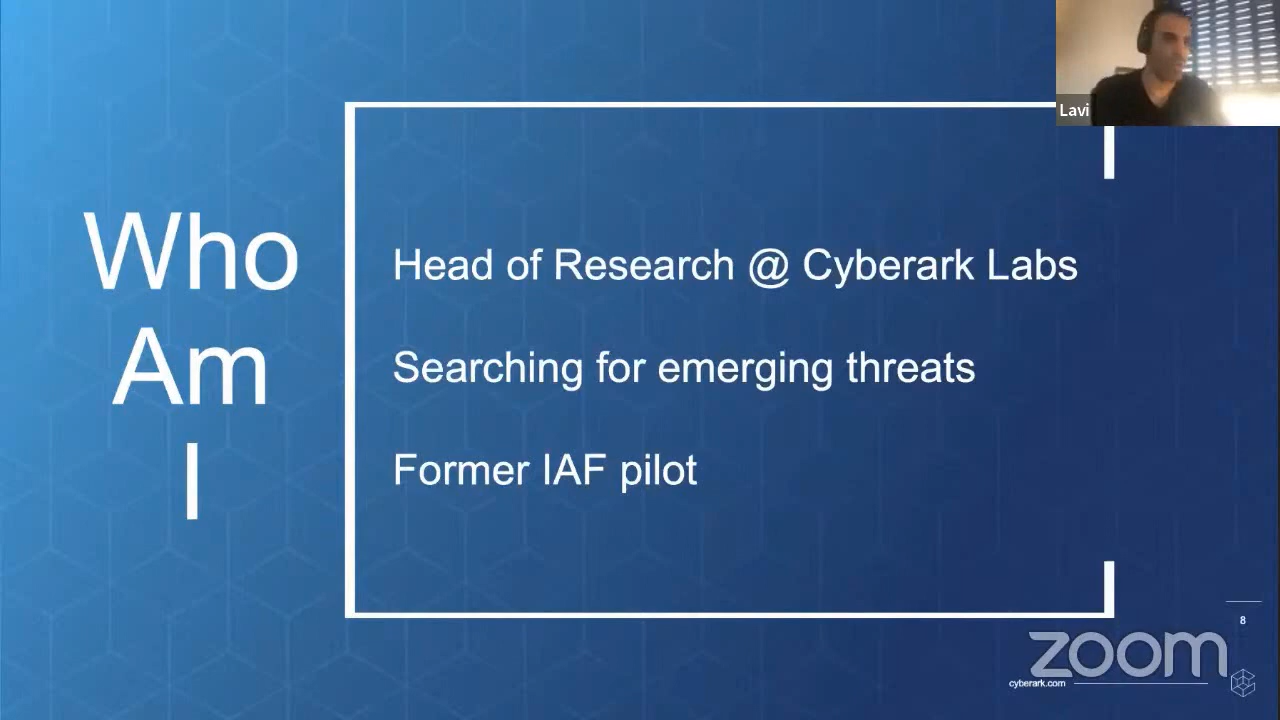 Lavi
Who
Am
I
Head of Research @ Cyberark Labs
Searching for emerging threats
Former IAF pilot
8
zoom
cyberark.com